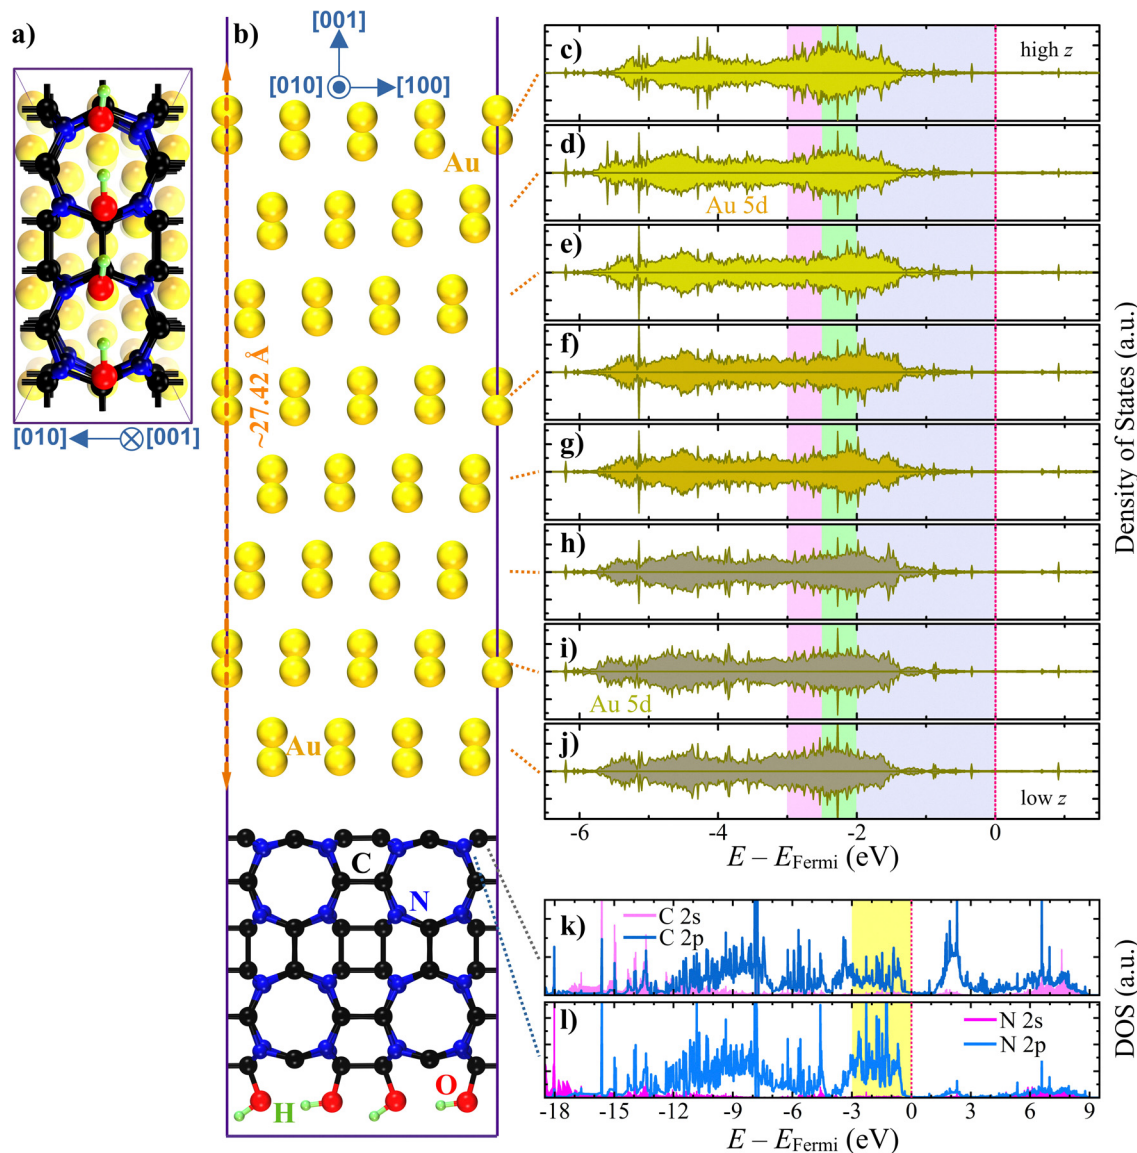 a)
[010] [001]
b)
[001]
[010] [100]
Au
~27.42 Å
Au
C
N
O
H
c)
high z
d)
Au 5d
e)
f)
g)
h)
i)
Au 5d
j)
low z
-6 -4 -2 0
E – EFermi (eV)
Density of States (a.u.)
k)
C 2s
C 2p
l)
N 2s
N 2p
-18 -15 -12 -9 -6 -3 0 3 6 9
E – EFermi (eV)
DOS (a.u.)